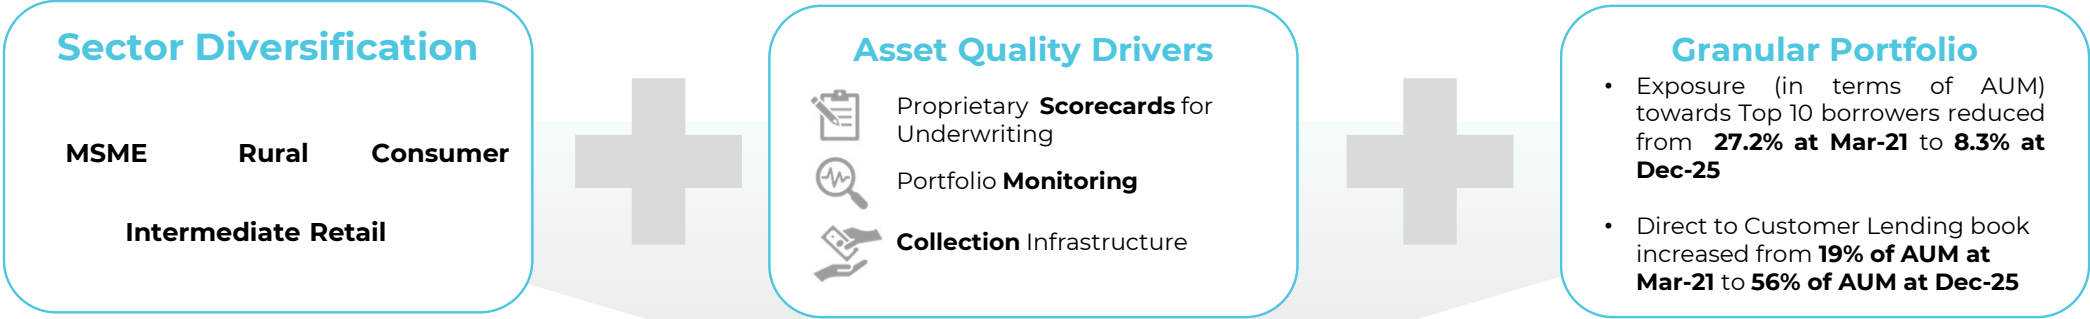 Sector Diversification
MSME Rural Consumer
Intermediate Retail
Asset Quality Drivers
Proprietary Scorecards for
Underwriting
Portfolio Monitoring
Collection Infrastructure
Granular Portfolio
• Exposure (in terms of AUM)
towards Top 10 borrowers reduced
from 27.2% at Mar-21 to 8.3% at
Dec-25
• Direct to Customer Lending book
increased from 19% of AUM at
Mar-21 to 56% of AUM at Dec-25